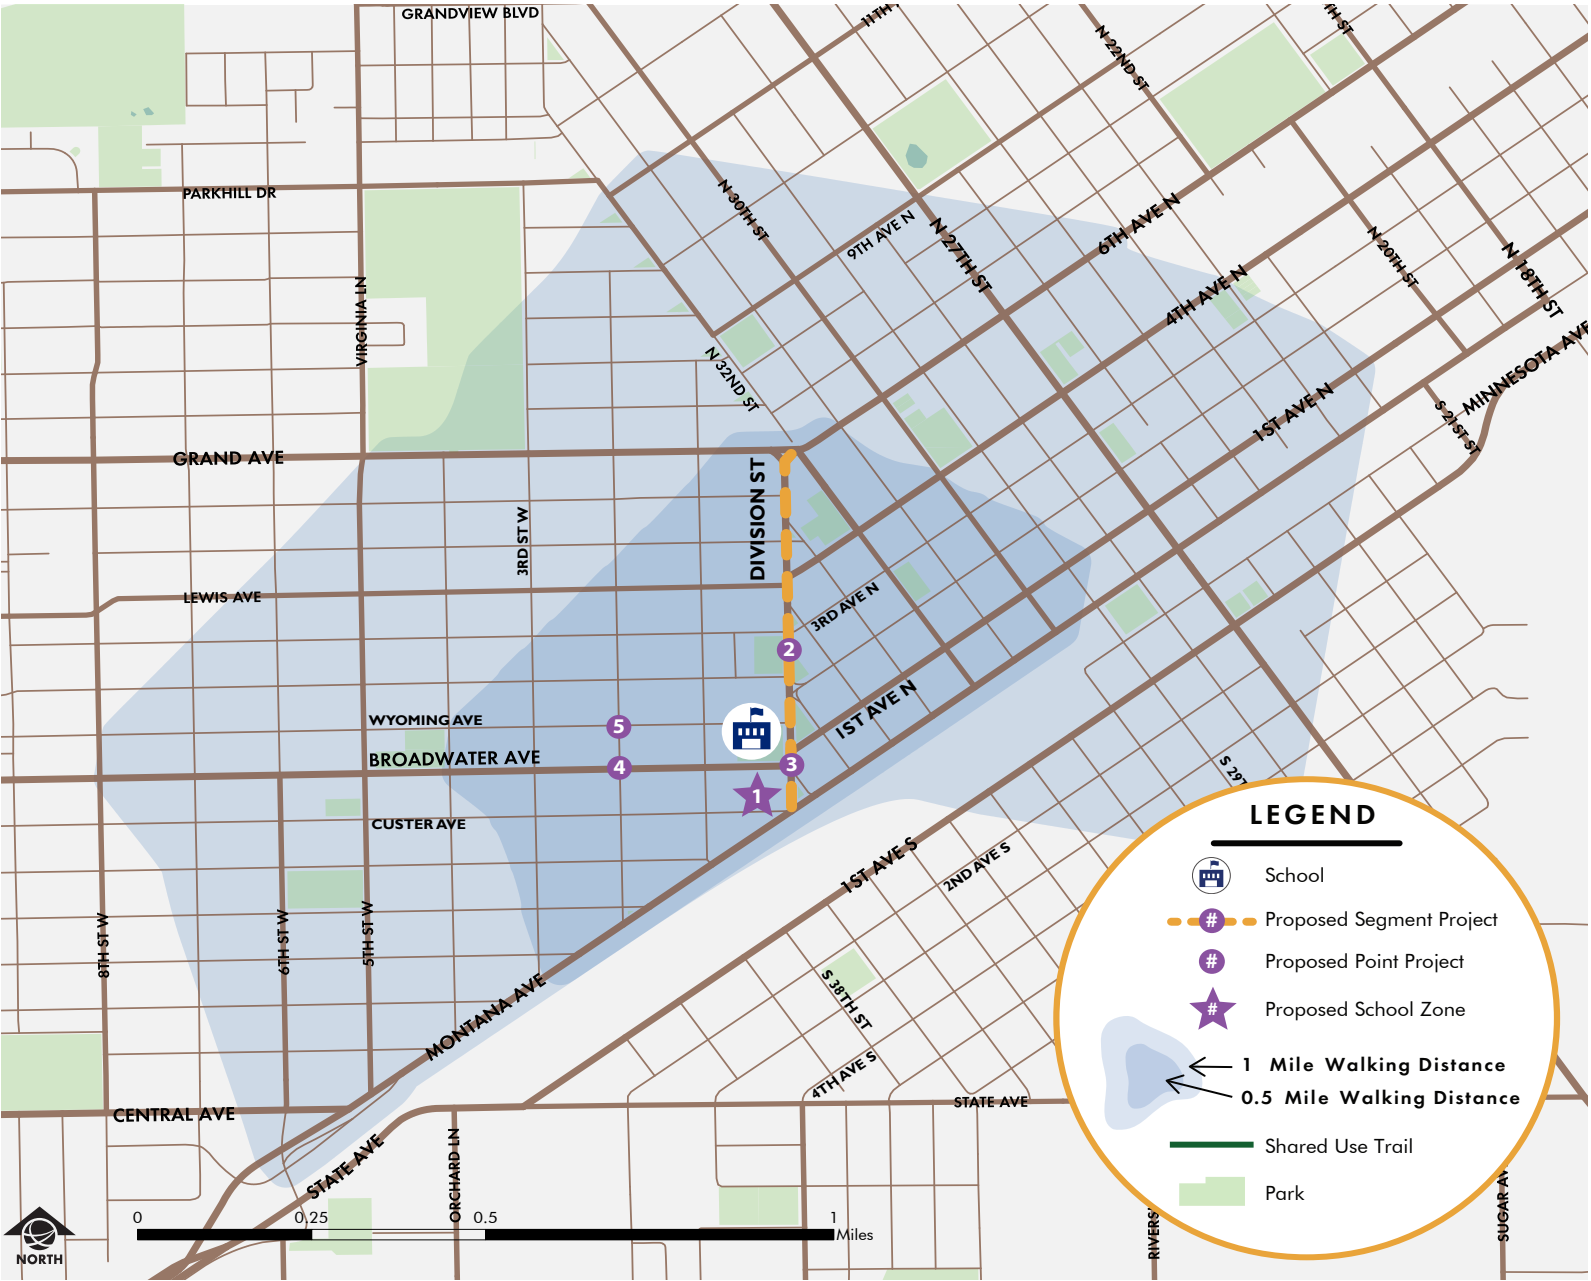 GRANDVIEW BLVD
11TH
N 22ND ST
TH ST
PARKHILL DR
N 30TH ST
9TH AVE N
N 27TH ST
6TH AVE N
N 20TH ST
N 18TH ST
4TH AVE N
VIRGINIA LN
N 32ND ST
MINNESOTA AVE
1ST AVE N
S 21ST ST
GRAND AVE
DIVISION ST
3RD ST W
LEWIS AVE
3RD AVE N
2
1ST AVE N
WYOMING AVE
5
BROADWATER AVE
4
3
1
CUSTER AVE
S 29T
1ST AVE S
2ND AVE S
8TH ST W
6TH ST W
5TH ST W
MONTANA AVE
S 38TH ST
4TH AVE S
STATE AVE
CENTRAL AVE
STATE AVE
ORCHARD LN
RIVERS
SUGAR AV
LEGEND
School
# Proposed Segment Project
# Proposed Point Project
# Proposed School Zone
1 Mile Walking Distance
0.5 Mile Walking Distance
Shared Use Trail
Park
0 0.25 0.5 1
Miles
NORTH